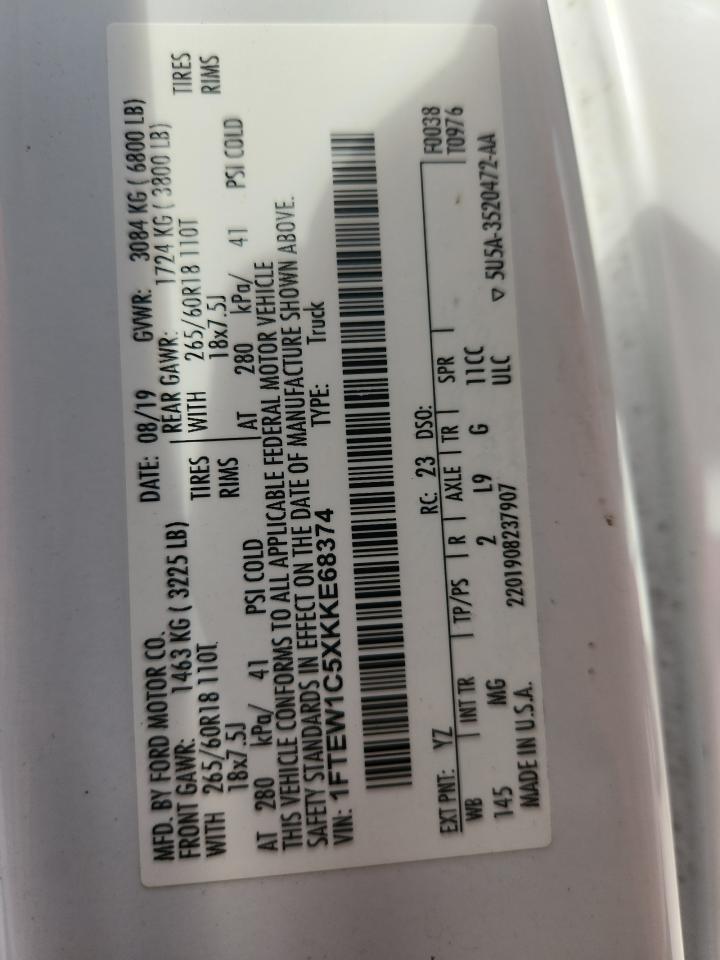 MFD. BY FORD MOTOR CO. DATE: 08/19 GVWR: 3084 KG ( 6800 LB)
FRONT GAWR: 1463 KG ( 3225 LB) REAR GAWR: 1724 KG ( 3800 LB)
WITH 265/60R18 110T TIRES WITH 265/60R18 110T TIRES
18x7.5J RIMS 18x7.5J RIMS
AT 280 kPa/ 41 PSI COLD AT 280 kPa/ 41 PSI COLD
THIS VEHICLE CONFORMS TO ALL APPLICABLE FEDERAL MOTOR VEHICLE
SAFETY STANDARDS IN EFFECT ON THE DATE OF MANUFACTURE SHOWN ABOVE.
VIN: 1FTEW1C5XKKE68374 TYPE: Truck
F0038
RC: 23 DSO: T0976
EXT PNT: YZ
WB INT TR TP/PS R AXLE TR SPR
145 MG 2 L9 G 11CC
ULC
MADE IN U.S.A. 2201908237907 ▽ 5U5A-3520472-AA